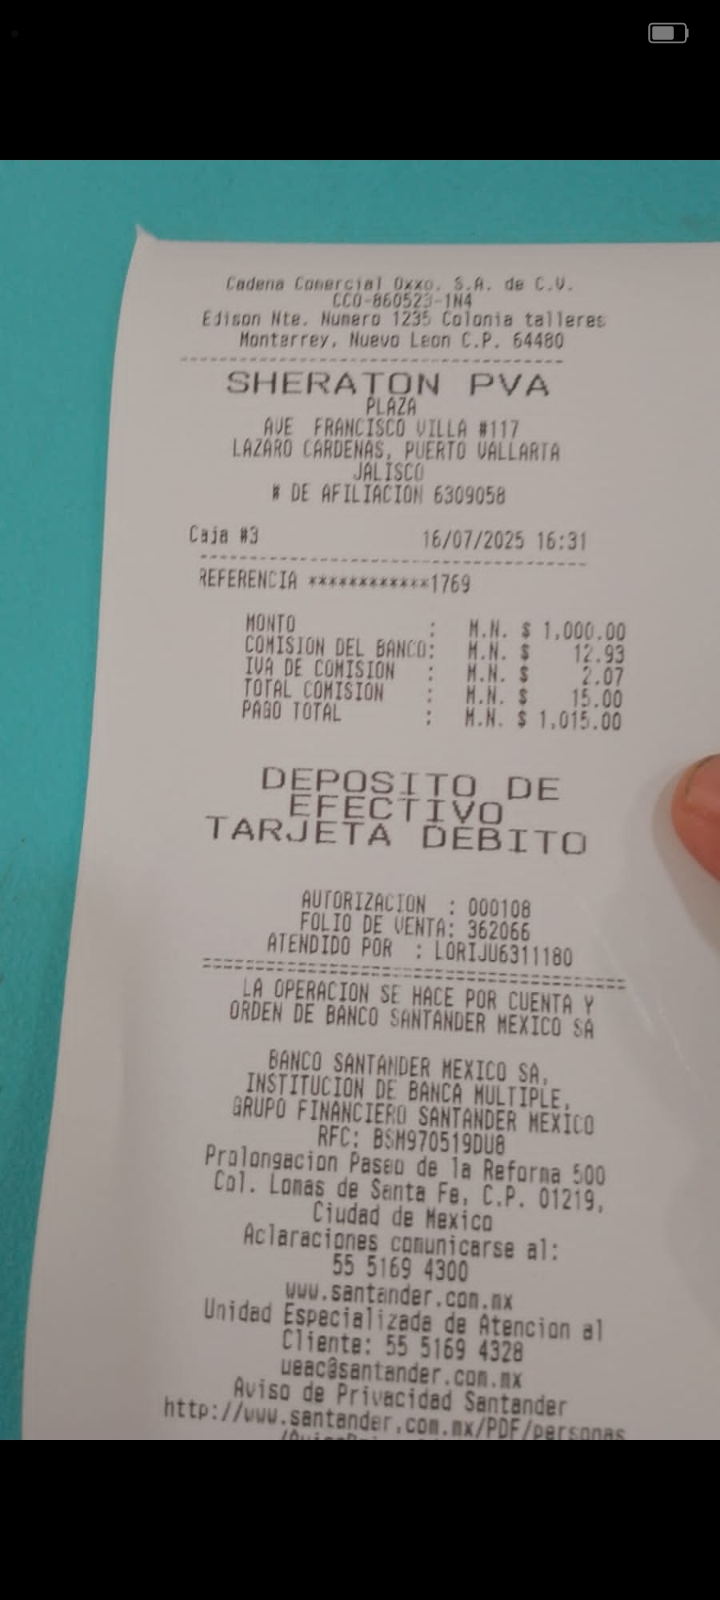 Cadena Comercial Oxxo. S.A. de C.V.
CCO-860523-1N4
Edison Nte. Numero 1235 Colonia talleres
Monterrey, Nuevo Leon C.P. 64480
SHERATON PVA
PLAZA
AVE FRANCISCO VILLA #117
LAZARO CARDENAS, PUERTO VALLARTA
JALISCO
# DE AFILIACION 6309058
Caja #3 16/07/2025 16:31
REFERENCIA ************1769
MONTO : M.N. $ 1,000.00
COMISION DEL BANCO: M.N. $ 12.93
IVA DE COMISION : M.N. $ 2.07
TOTAL COMISION : M.N. $ 15.00
PAGO TOTAL : M.N. $ 1,015.00
DEPOSITO DE
EFECTIVO
TARJETA DEBITO
AUTORIZACION : 000108
FOLIO DE VENTA: 362066
ATENDIDO POR : LORIJU6311180
LA OPERACION SE HACE POR CUENTA Y
ORDEN DE BANCO SANTANDER MEXICO SA
BANCO SANTANDER MEXICO SA,
INSTITUCION DE BANCA MULTIPLE,
GRUPO FINANCIERO SANTANDER MEXICO
RFC: BSM970519DU8
Prolongacion Paseo de la Reforma 500
Col. Lomas de Santa Fe, C.P. 01219,
Ciudad de Mexico
Aclaraciones comunicarse al:
55 5169 4300
www.santander.com.mx
Unidad Especializada de Atencion al
Cliente: 55 5169 4328
ueac@santander.com.mx
Aviso de Privacidad Santander
http://www.santander.com.mx/PDF/personas